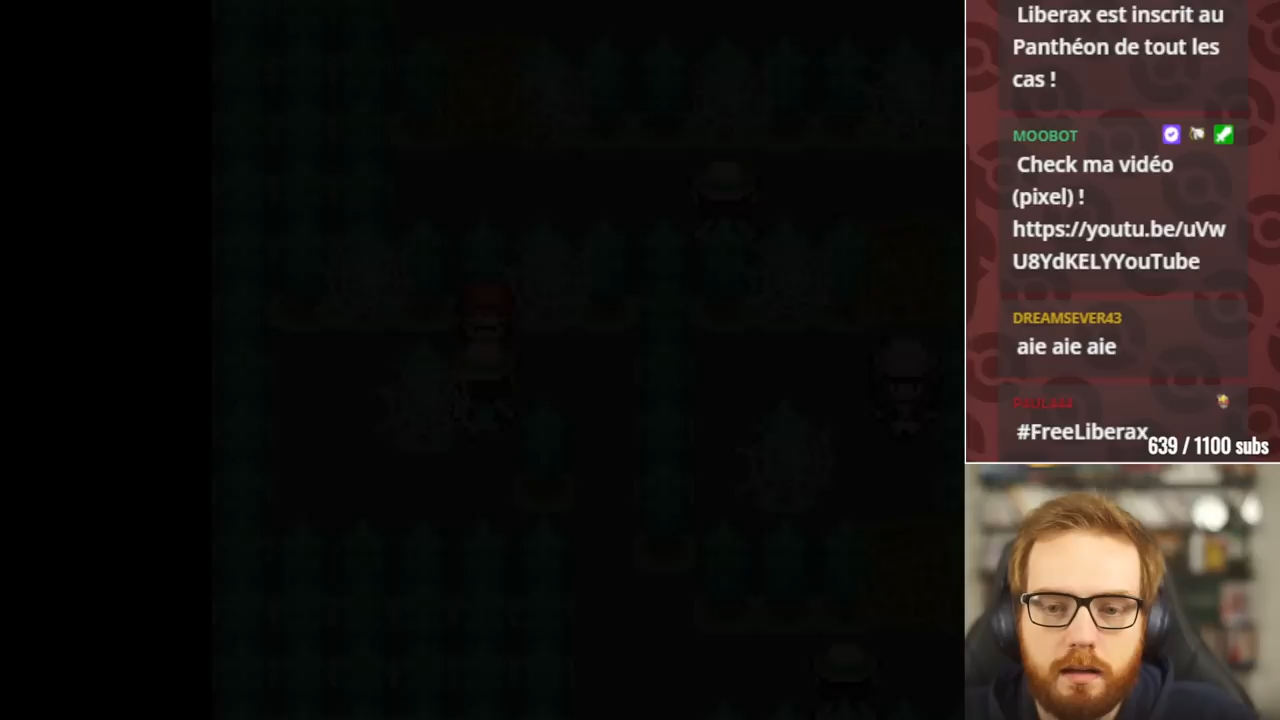 Liberax est inscrit au
Panthéon de tout les
cas !
MOOBOT
Check ma vidéo
(pixel) !
https://youtu.be/uVw
U8YdKELYYouTube
DREAMSEVER43
aie aie aie
#FreeLiberax
639 / 1100 subs